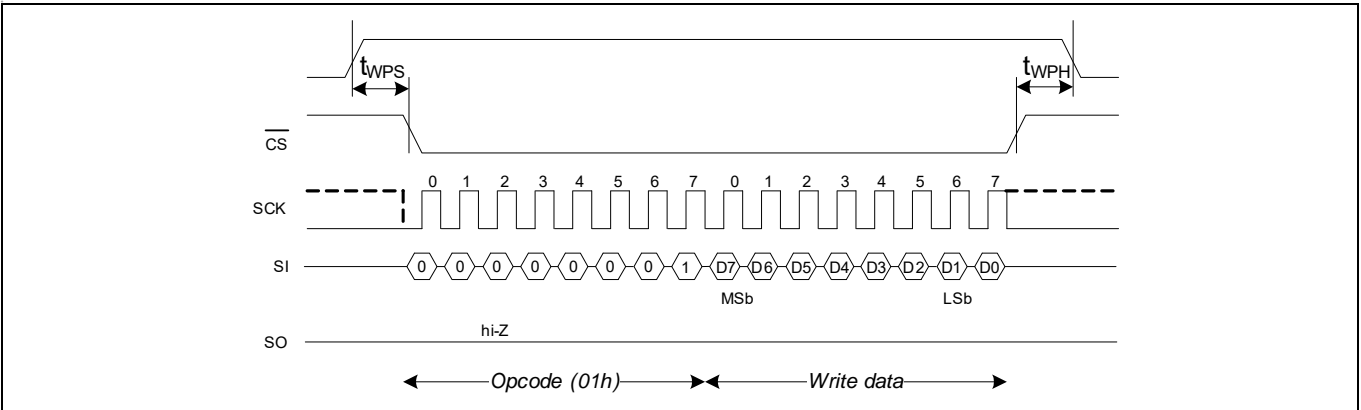 tWPS
tWPH
CS
0 1 2 3 4 5 6 7 0 1 2 3 4 5 6 7
SCK
SI 0 0 0 0 0 0 0 1 D7 D6 D5 D4 D3 D2 D1 D0
MSb LSb
hi-Z
SO
Opcode (01h) Write data